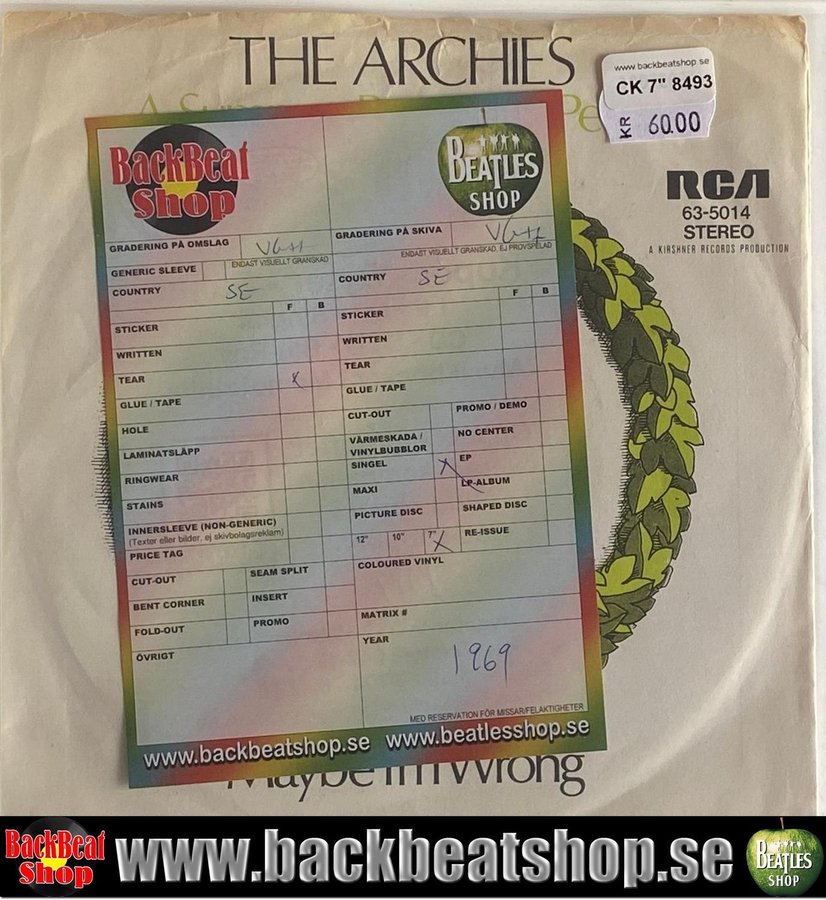 THE ARCHIES
www.backbeatshop.se
CK 7" 8493
KR 60.00
RCA
63-5014
STEREO
A KIRSHNER RECORDS PRODUCTION
BackBeat
Shop
BEATLES
SHOP
GRADERING PÅ OMSLAG
GRADERING PÅ SKIVA
ENDAST VISUELLT GRANSKAD
ENDAST VISUELLT GRANSKAD, EJ PROVSPELAD
GENERIC SLEEVE
COUNTRY SE
COUNTRY SE
F B
F B
STICKER
STICKER
WRITTEN
WRITTEN
TEAR X
TEAR
GLUE / TAPE
GLUE / TAPE
HOLE
CUT-OUT
PROMO / DEMO
LAMINATSLÄPP
VÄRMESKADA /
VINYLBUBBLOR
NO CENTER
RINGWEAR
SINGEL X
EP
STAINS
MAXI
LP-ALBUM
INNERSLEEVE (NON-GENERIC)
(Texter eller bilder, ej skivbolagsreklam)
PICTURE DISC
SHAPED DISC
PRICE TAG
12" 10" 7" X
RE-ISSUE
CUT-OUT
SEAM SPLIT
COLOURED VINYL
BENT CORNER
INSERT
FOLD-OUT
PROMO
MATRIX #
ÖVRIGT
YEAR
1969
MED RESERVATION FÖR MISSAR/FELAKTIGHETER
www.backbeatshop.se www.beatlesshop.se
Maybe I'm Wrong
BackBeat
Shop
www.backbeatshop.se
BEATLES
SHOP